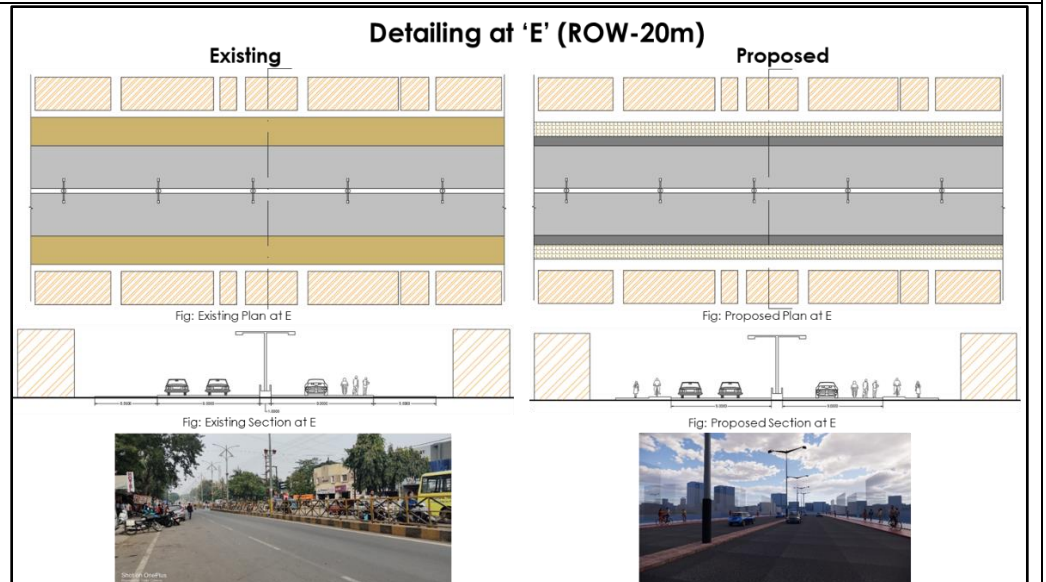 Detailing at ‘E’ (ROW-20m)
Existing
Proposed
Fig: Existing Plan at E
Fig: Proposed Plan at E
Fig: Existing Section at E
Fig: Proposed Section at E
Shot on OnePlus